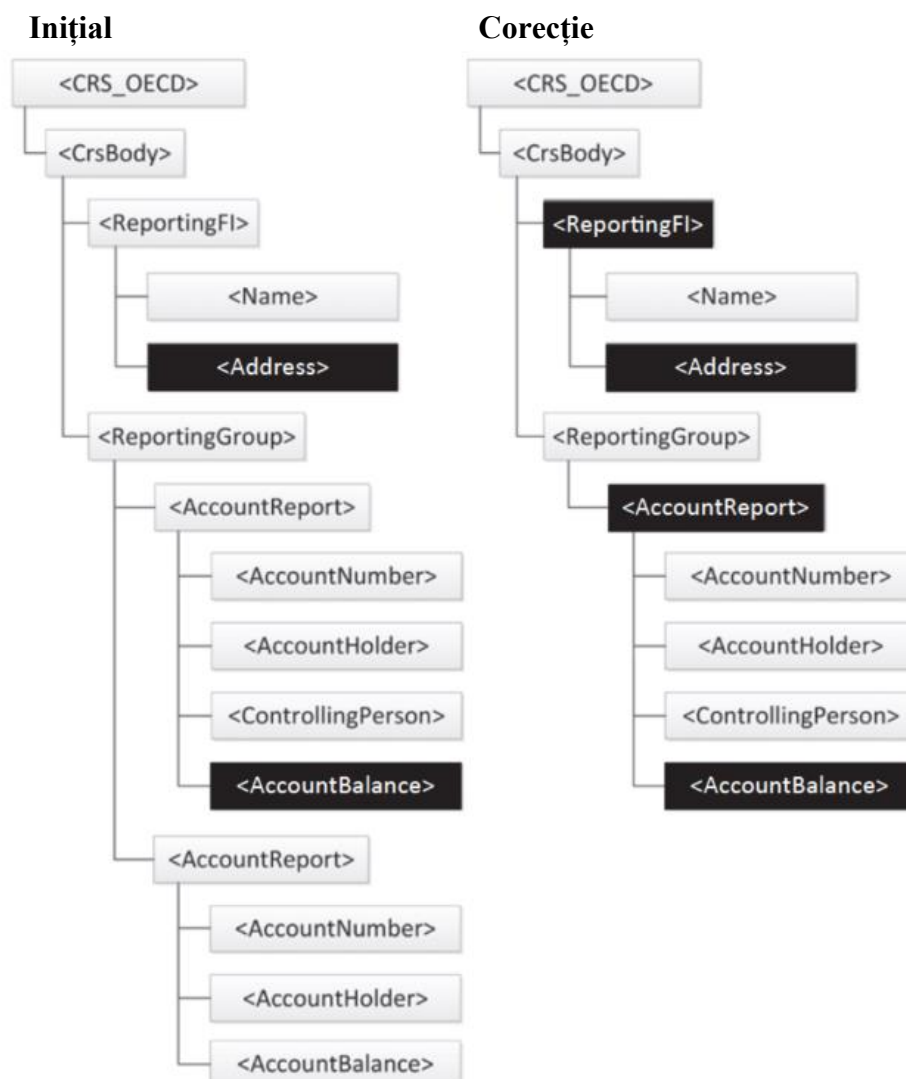 Inițial
<CRS_OECD>
<CrsBody>
<ReportingFI>
<Name>
<Address>
<ReportingGroup>
<AccountReport>
<AccountNumber>
<AccountHolder>
<ControllingPerson>
<AccountBalance>
<AccountReport>
<AccountNumber>
<AccountHolder>
<AccountBalance>
Corecție
<CRS_OECD>
<CrsBody>
<ReportingFI>
<Name>
<Address>
<ReportingGroup>
<AccountReport>
<AccountNumber>
<AccountHolder>
<ControllingPerson>
<AccountBalance>